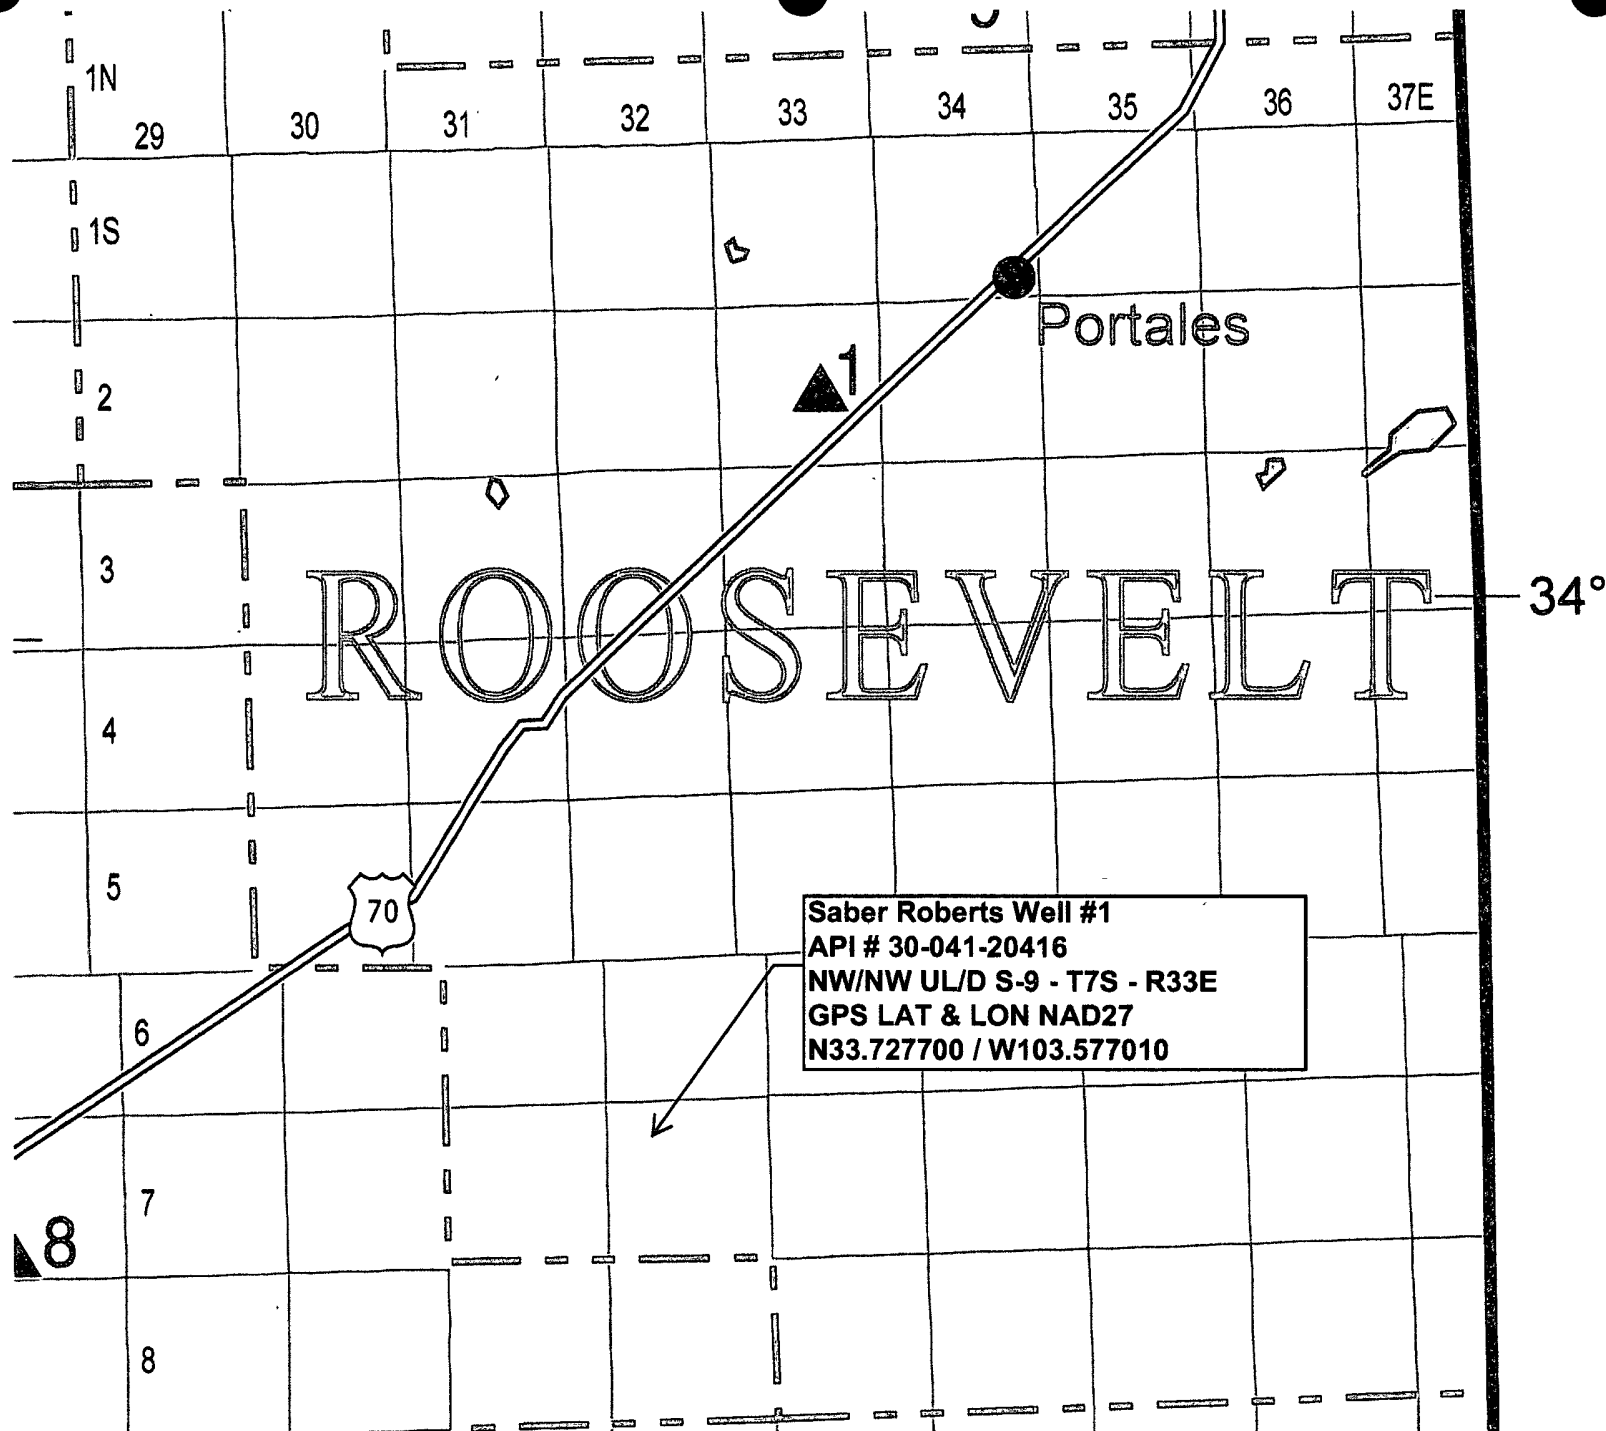 1N
29 30 31 32 33 34 35 36 37E
1S
Portales
1
2
3
ROOSEVELT
34°
4
5
70
Saber Roberts Well #1
API # 30-041-20416
NW/NW UL/D S-9 - T7S - R33E
GPS LAT & LON NAD27
N33.727700 / W103.577010
6
7
8
8